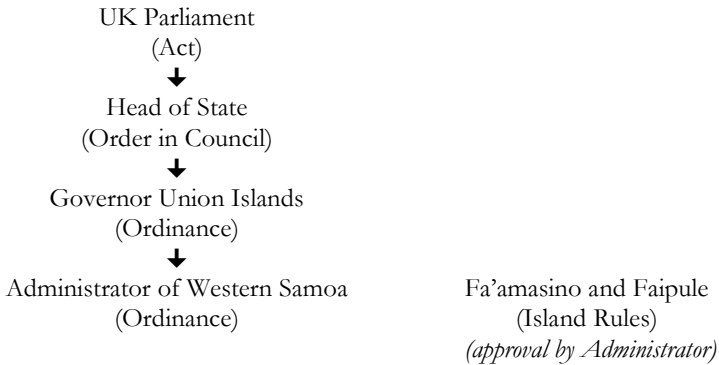 UK Parliament
(Act)
Head of State
(Order in Council)
Governor Union Islands
(Ordinance)
Administrator of Western Samoa
(Ordinance)
Fa'amasino and Faipule
(Island Rules)
(approval by Administrator)